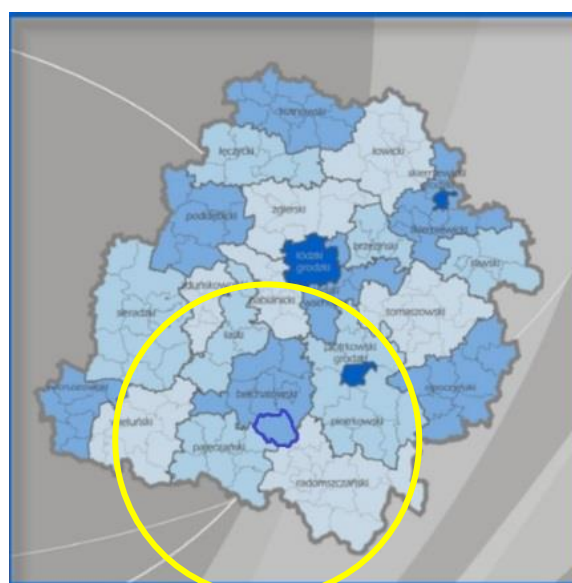 kutnowski
łęczycki
łowicki
skierniewicki
poddębicki
zgierski
skierniewicki
brzeziński
rawski
łódzki
grodzki
sieradzki
pabianicki
tomaszowski
łaski
piotrkowski
grodzki
opoczyński
bełchatowski
wieluński
piotrkowski
pajęczański
radomszczański